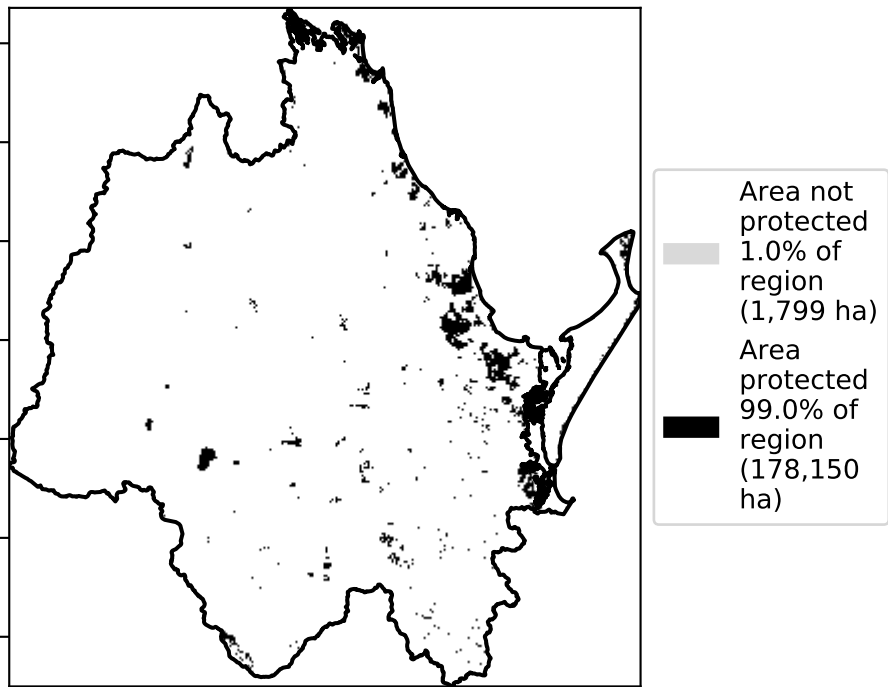 Area not
protected
1.0% of
region
(1,799 ha)
Area
protected
99.0% of
region
(178,150
ha)